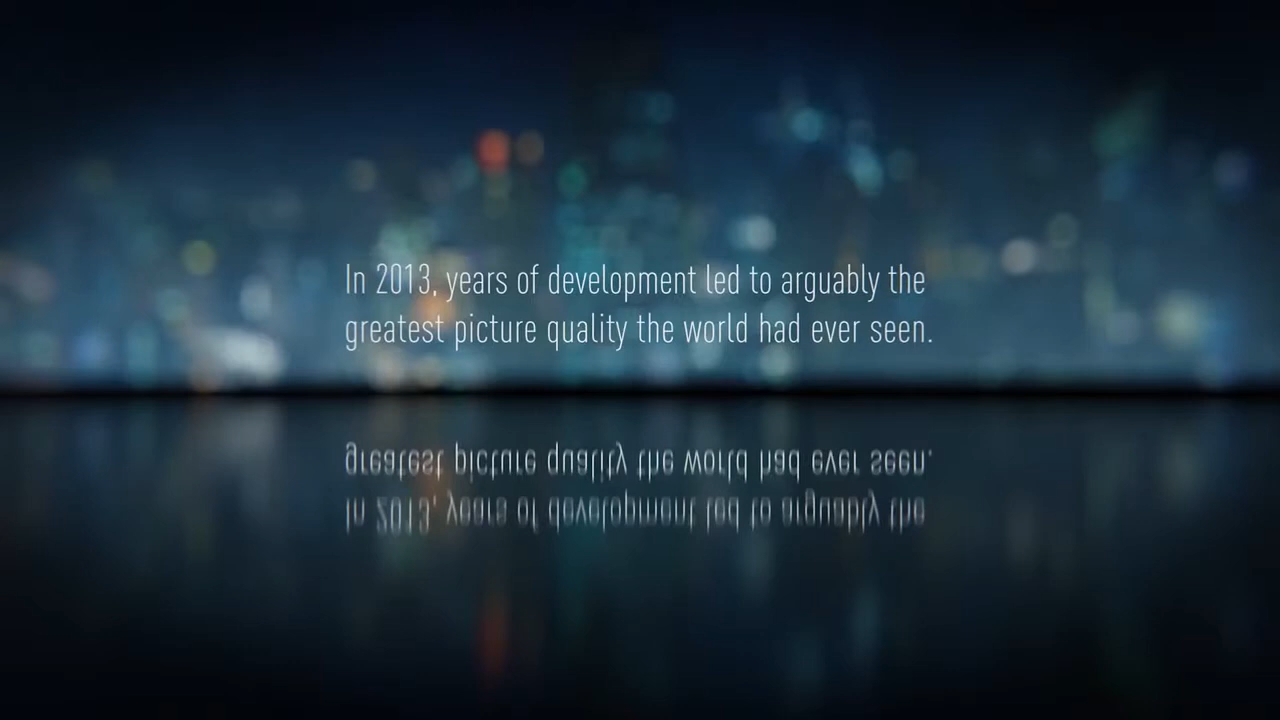 In 2013, years of development led to arguably the
greatest picture quality the world had ever seen.